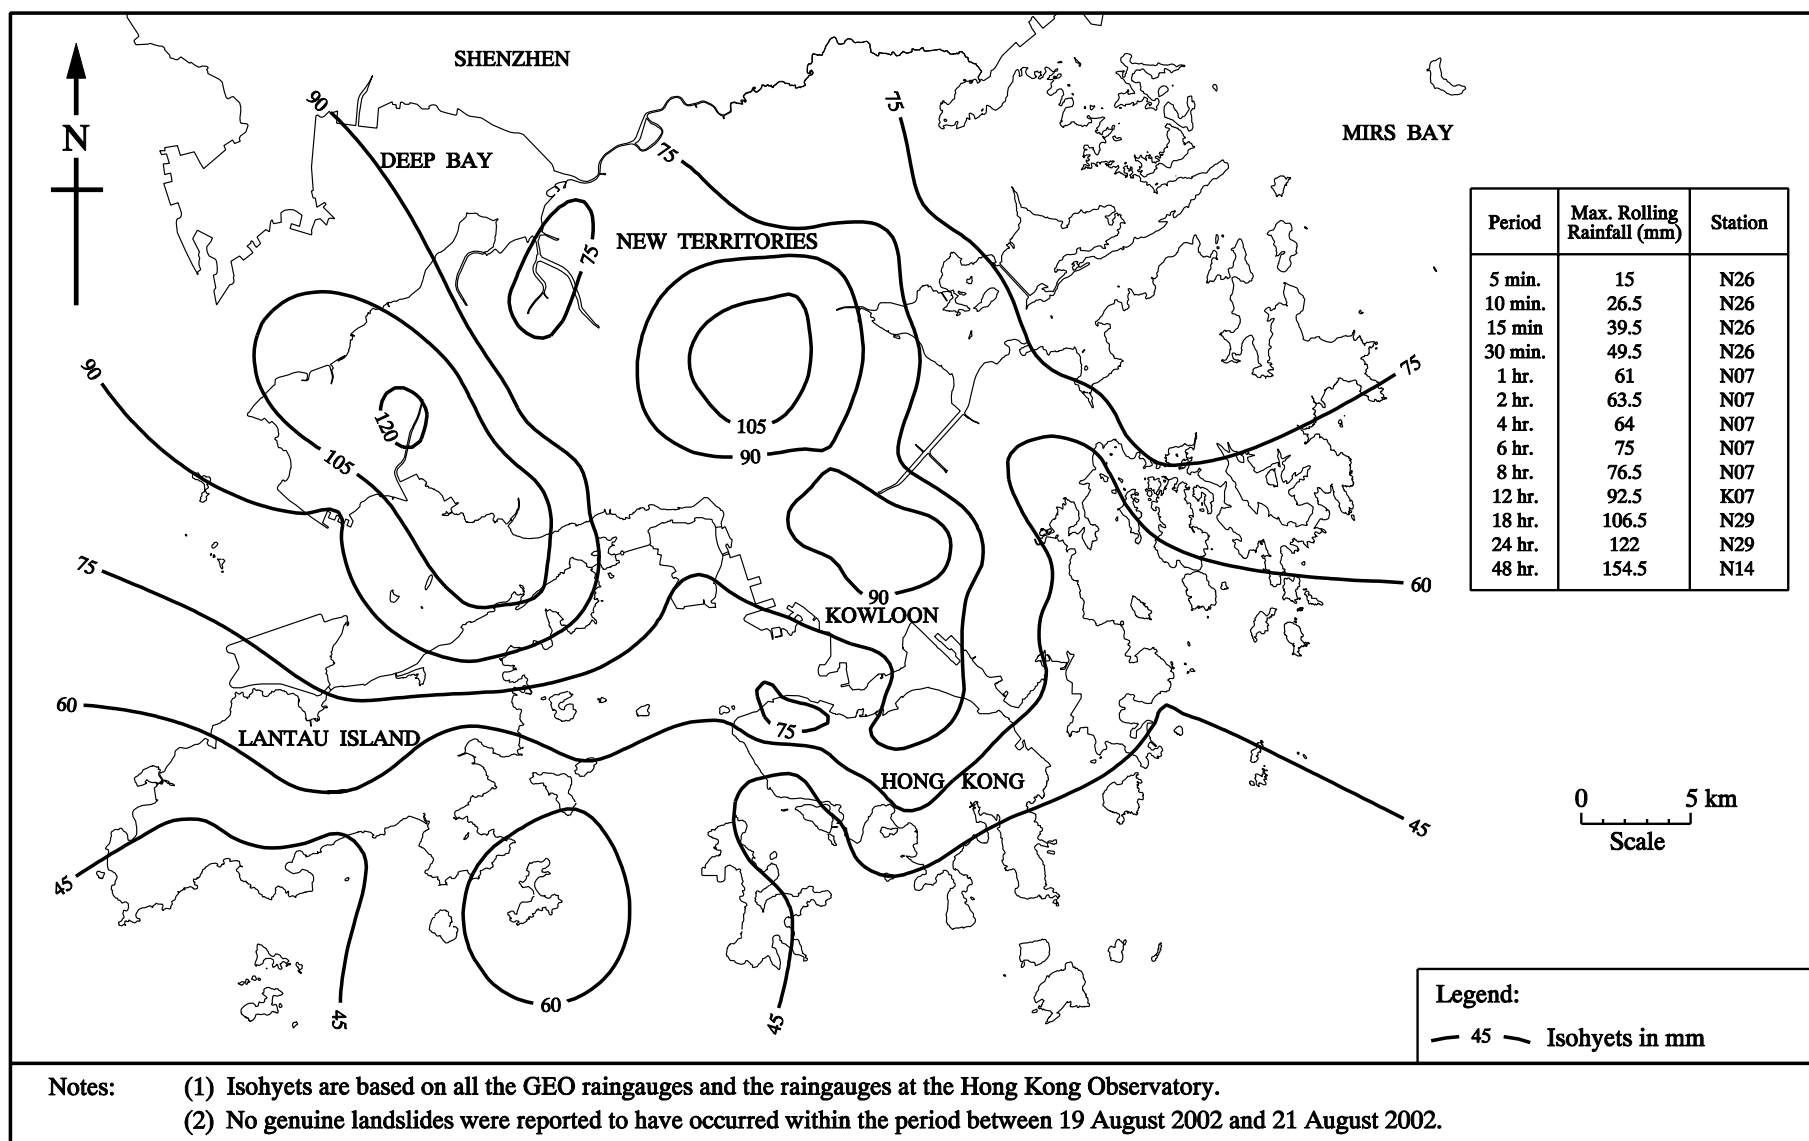 SHENZHEN
N
90
75
75
DEEP BAY
MIRS BAY
NEW TERRITORIES
75
Period Max. Rolling Rainfall (mm) Station
5 min. 15 N26
10 min. 26.5 N26
15 min 39.5 N26
30 min. 49.5 N26
1 hr. 61 N07
2 hr. 63.5 N07
4 hr. 64 N07
6 hr. 75 N07
8 hr. 76.5 N07
12 hr. 92.5 K07
18 hr. 106.5 N29
24 hr. 122 N29
48 hr. 154.5 N14
90
75
120
105
105
90
75
60
90
KOWLOON
60
75
LANTAU ISLAND
HONG KONG
0 5 km
Scale
45
45
60
45
45
Legend:
45 Isohyets in mm
Notes: (1) Isohyets are based on all the GEO raingauges and the raingauges at the Hong Kong Observatory.
(2) No genuine landslides were reported to have occurred within the period between 19 August 2002 and 21 August 2002.